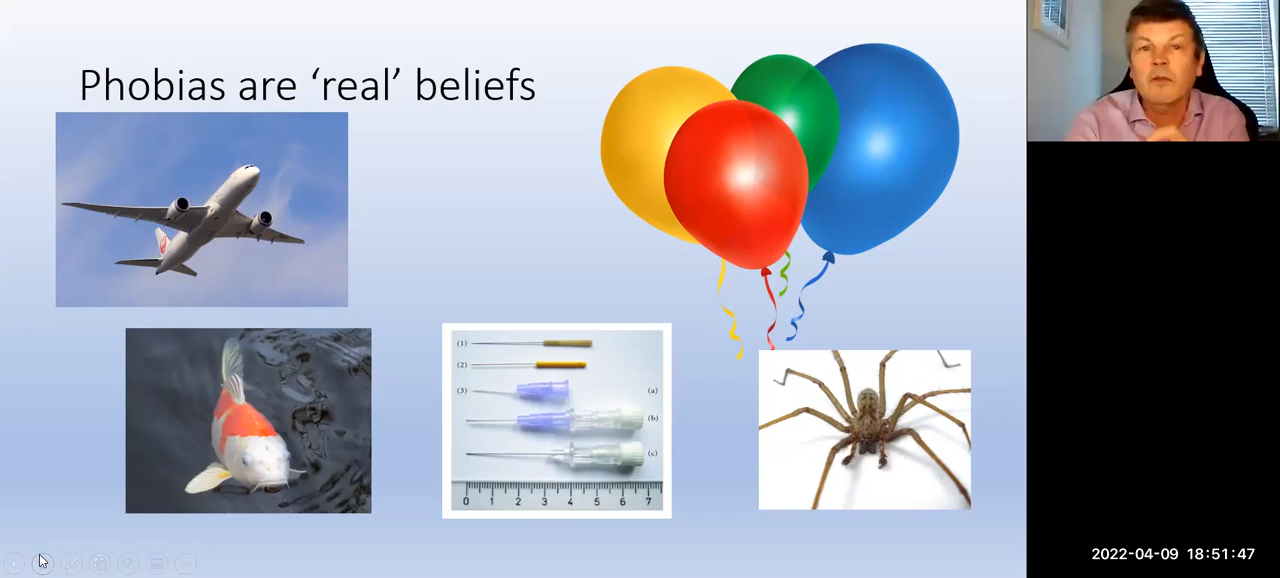 Phobias are ‘real’ beliefs
(1)
(2)
(3)
(a)
(b)
(c)
0 1 2 3 4 5 6 7
2022-04-09 18:51:47